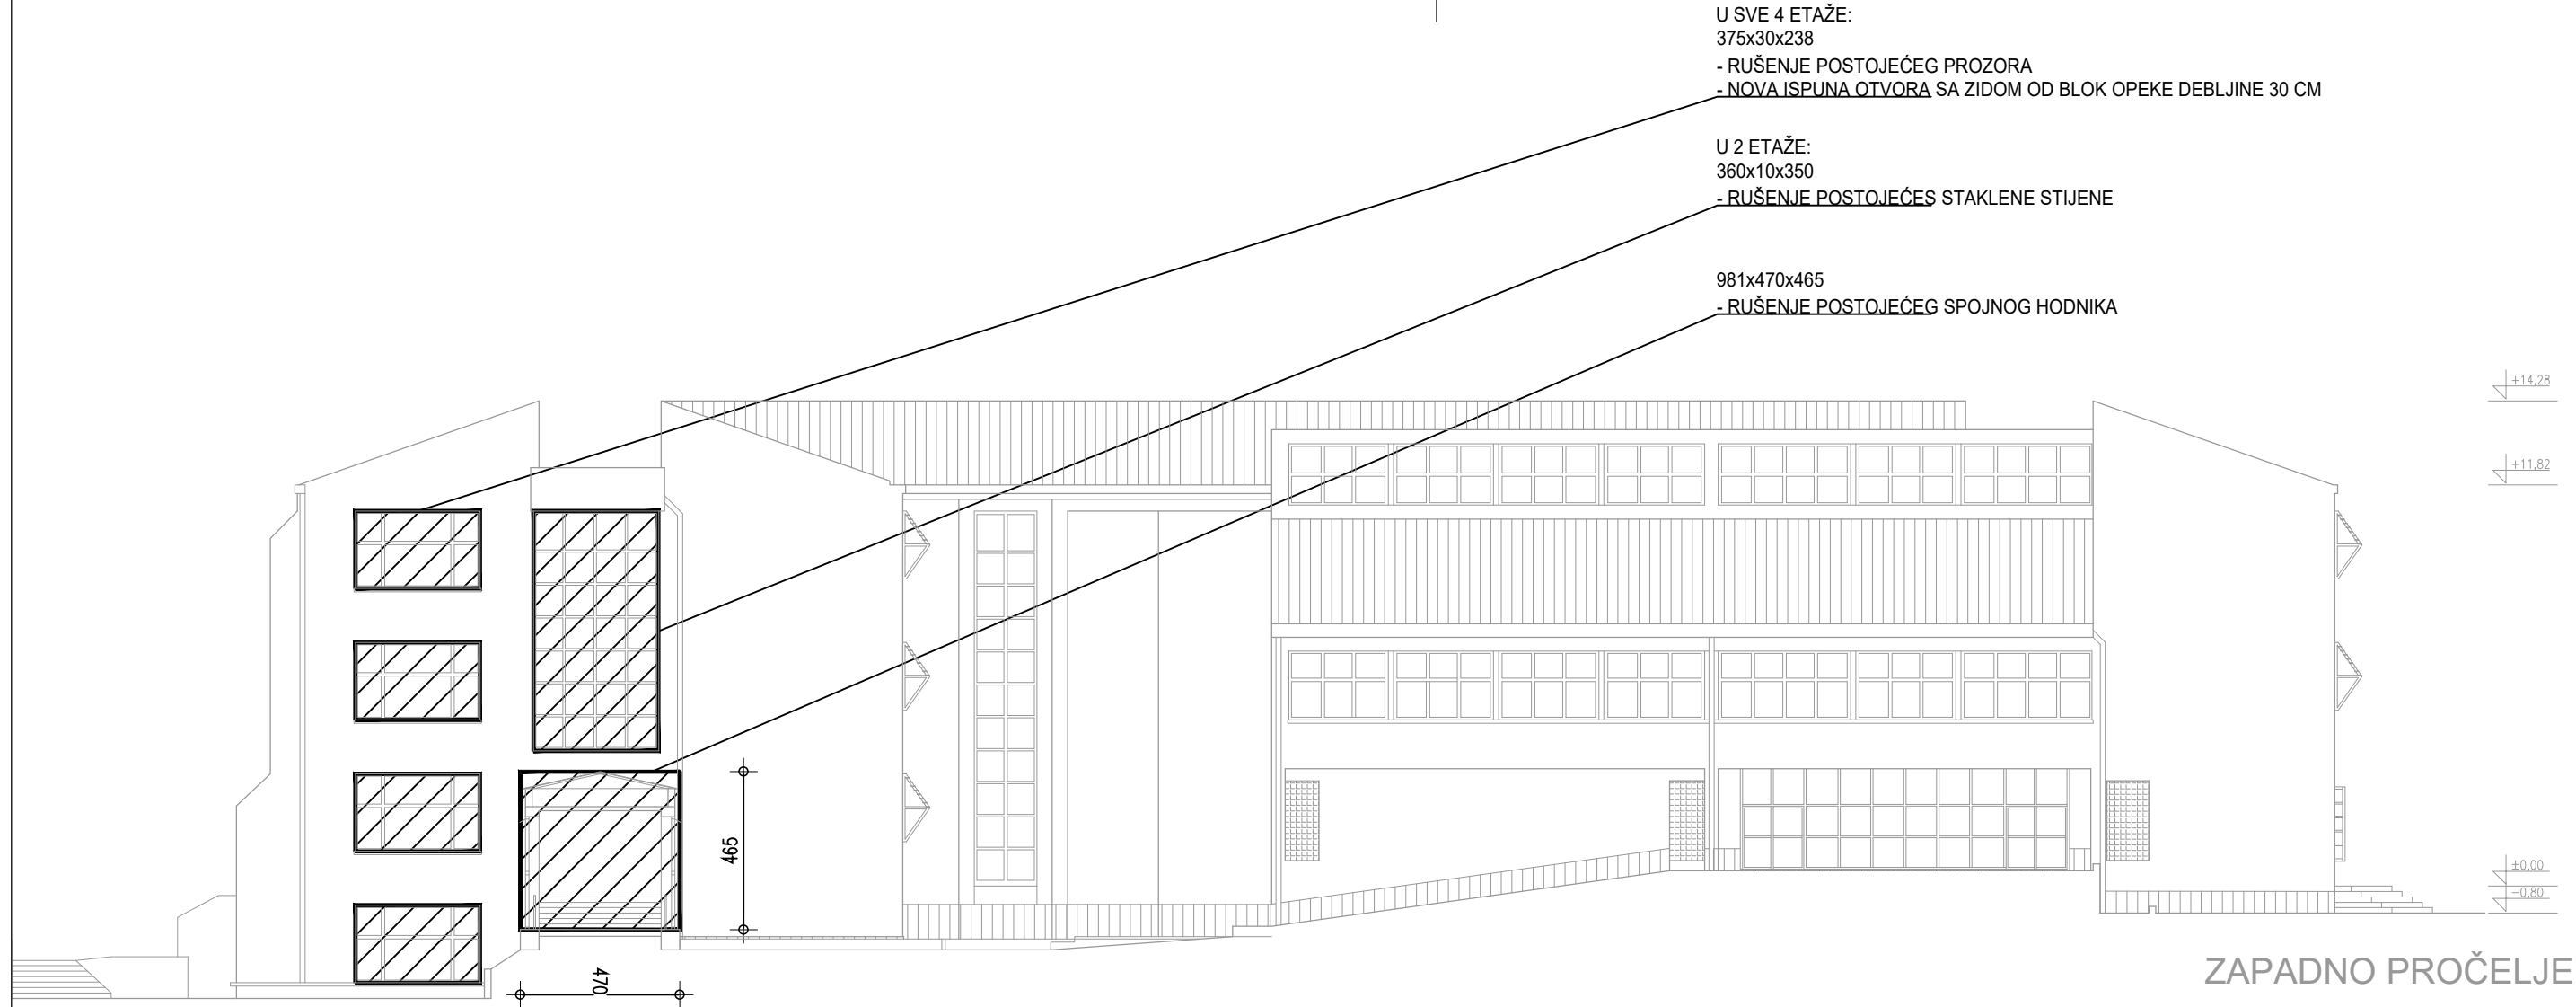 U SVE 4 ETAŽE:
375x30x238
- RUŠENJE POSTOJEĆEG PROZORA
- NOVA ISPUNA OTVORA SA ZIDOM OD BLOK OPEKE DEBLJINE 30 CM
U 2 ETAŽE:
360x10x350
- RUŠENJE POSTOJEĆES STAKLENE STIJENE
981x470x465
- RUŠENJE POSTOJEĆEG SPOJNOG HODNIKA
+14,28
+11,82
465
±0,00
-0,80
470
ZAPADNO PROČELJE